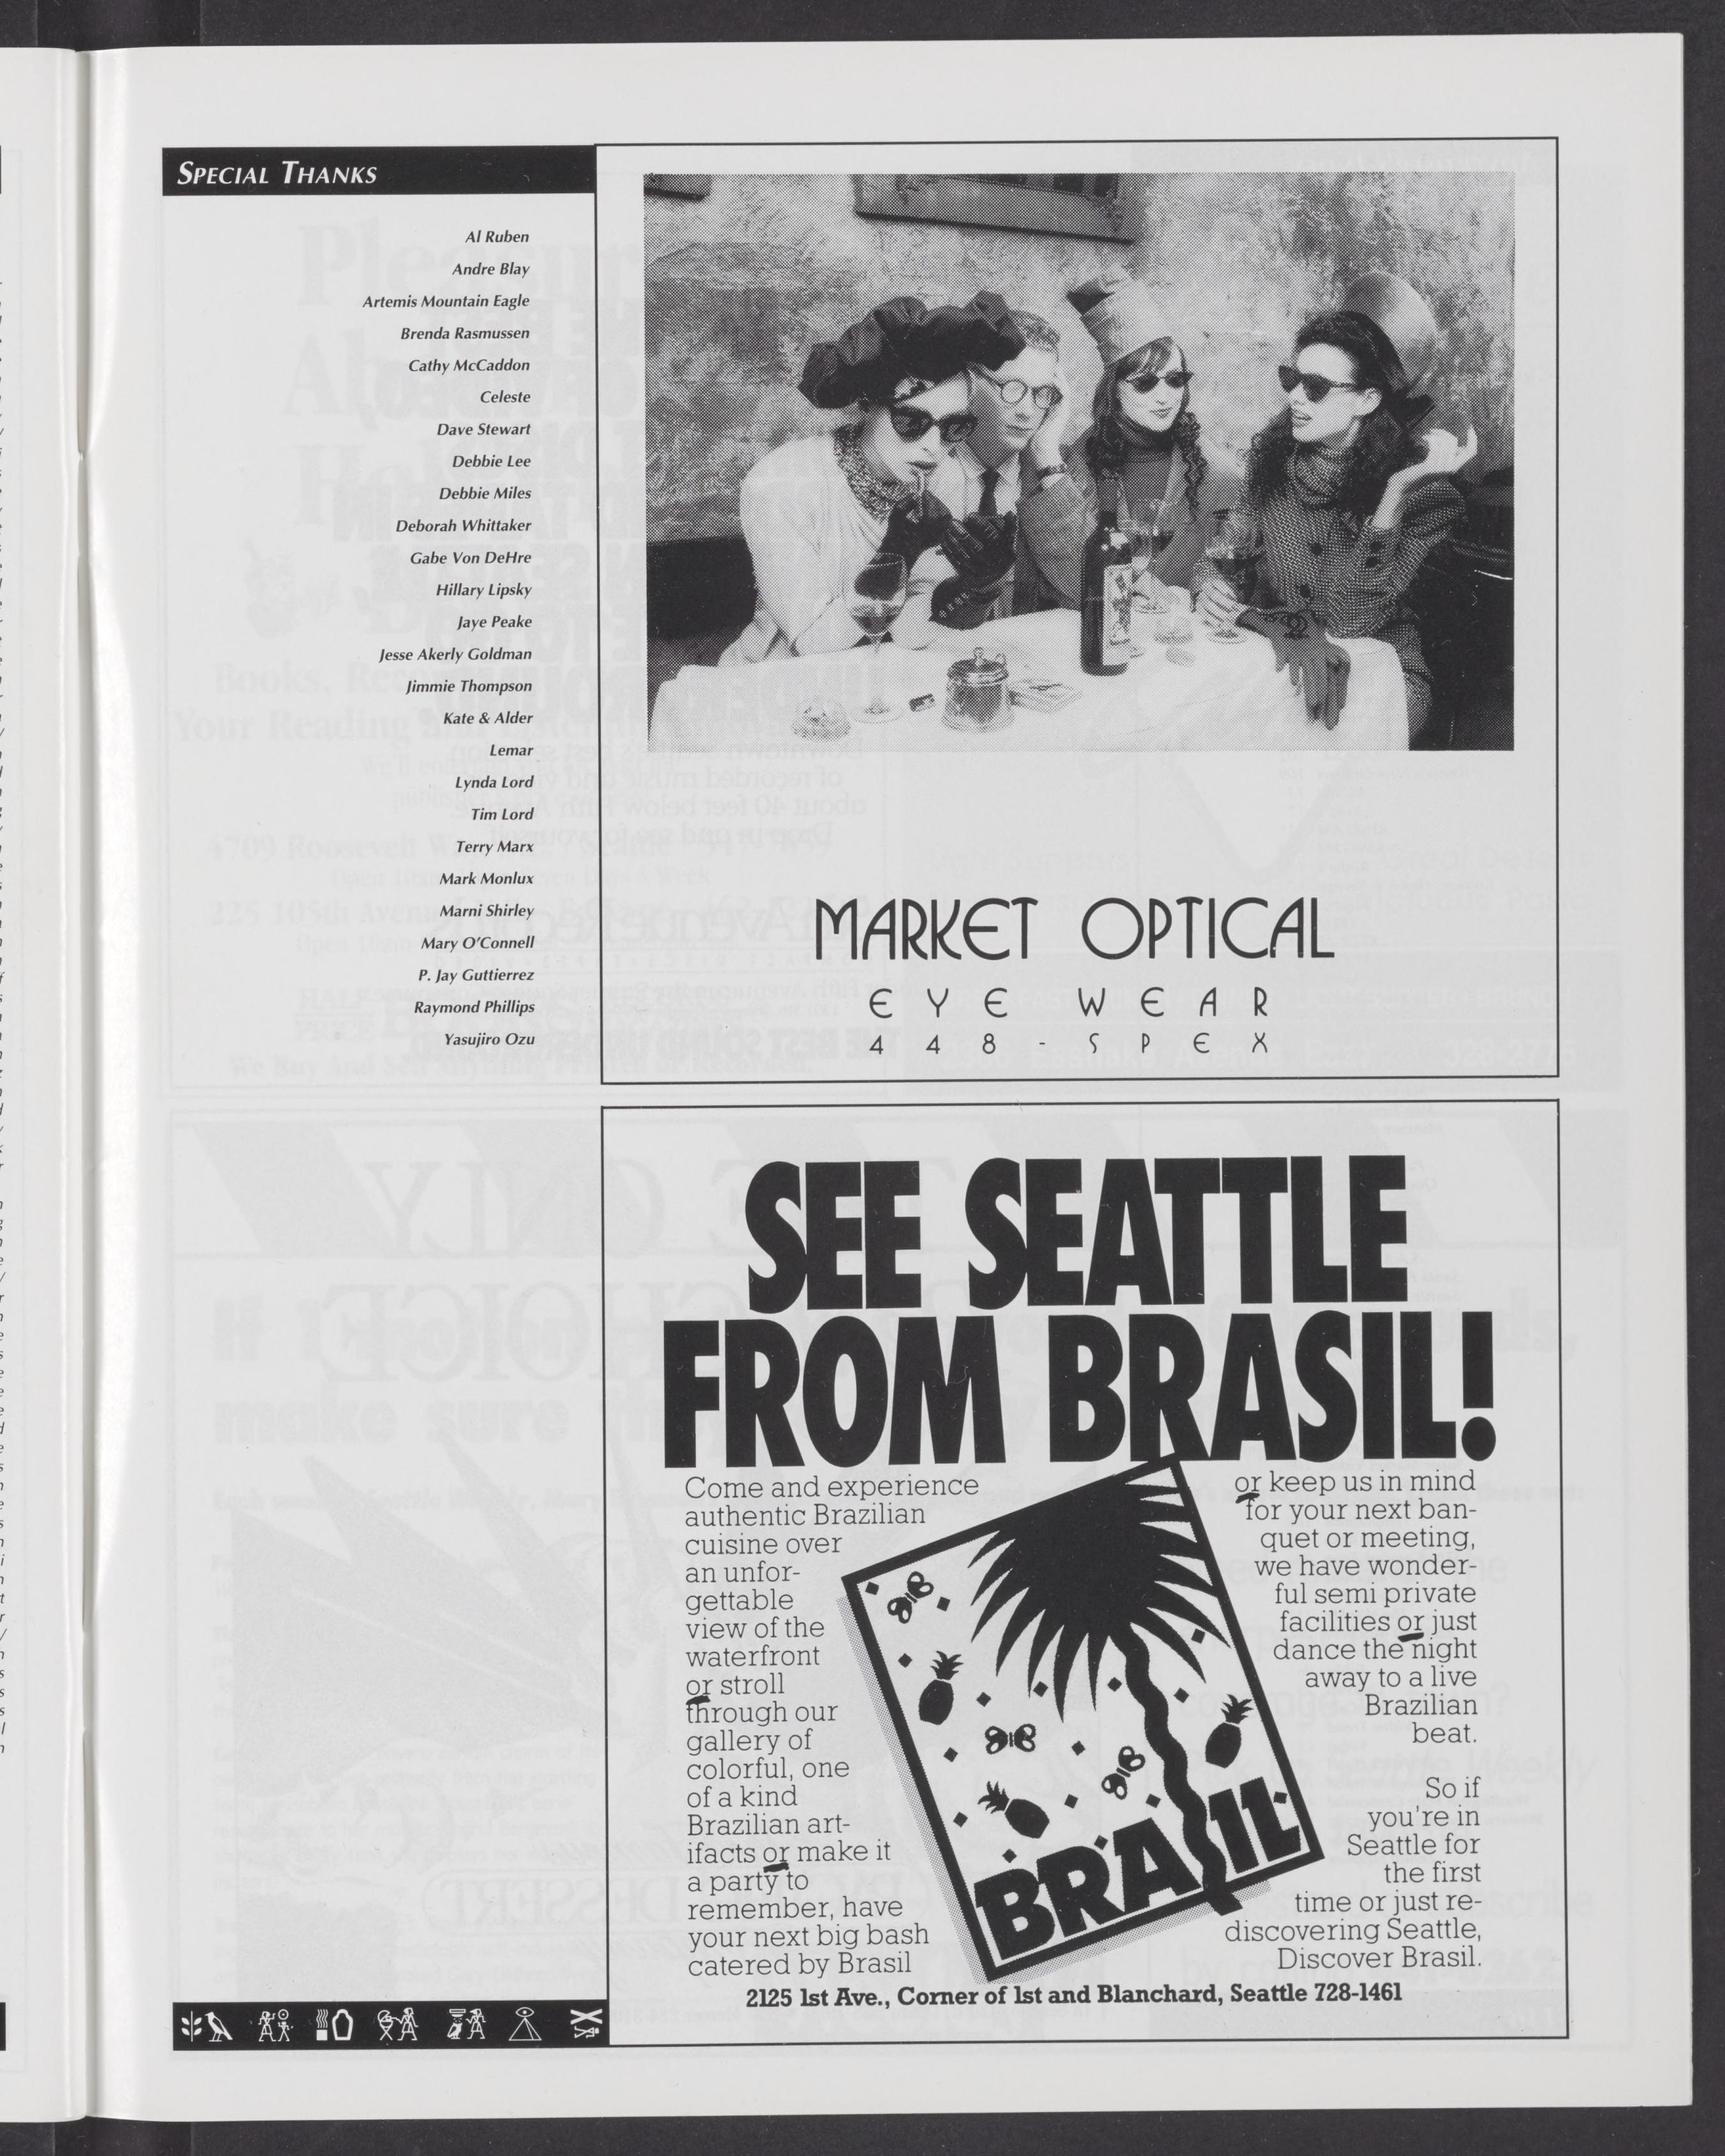 SPECIAL THANKS
Al Ruben
Andre Blay
Artemis Mountain Eagle
Brenda Rasmussen
Cathy McCaddon
Celeste
Dave Stewart
Debbie Lee
Debbie Miles
Deborah Whittaker
Gabe Von DeHre
Hillary Lipsky
Jaye Peake
Jesse Akerly Goldman
Jimmie Thompson
Kate & Alder
Lemar
Lynda Lord
Tim Lord
Terry Marx
Mark Monlux
Marni Shirley
Mary O'Connell
P. Jay Guttierrez
Raymond Phillips
Yasujiro Ozu
MARKET OPTICAL
EYE WEAR
448-SPEX
SEE SEATTLE
FROM BRASIL!
Come and experience
authentic Brazilian
cuisine over
an unfor-
gettable
view of the
waterfront
or stroll
through our
gallery of
colorful, one
of a kind
Brazilian art-
ifacts or make it
a party to
remember, have
your next big bash
catered by Brasil
BRASIL
or keep us in mind
for your next ban-
quet or meeting,
we have wonder-
ful semi private
facilities or just
dance the night
away to a live
Brazilian
beat.
So if
you're in
Seattle for
the first
time or just re-
discovering Seattle,
Discover Brasil.
2125 1st Ave., Corner of 1st and Blanchard, Seattle 728-1461